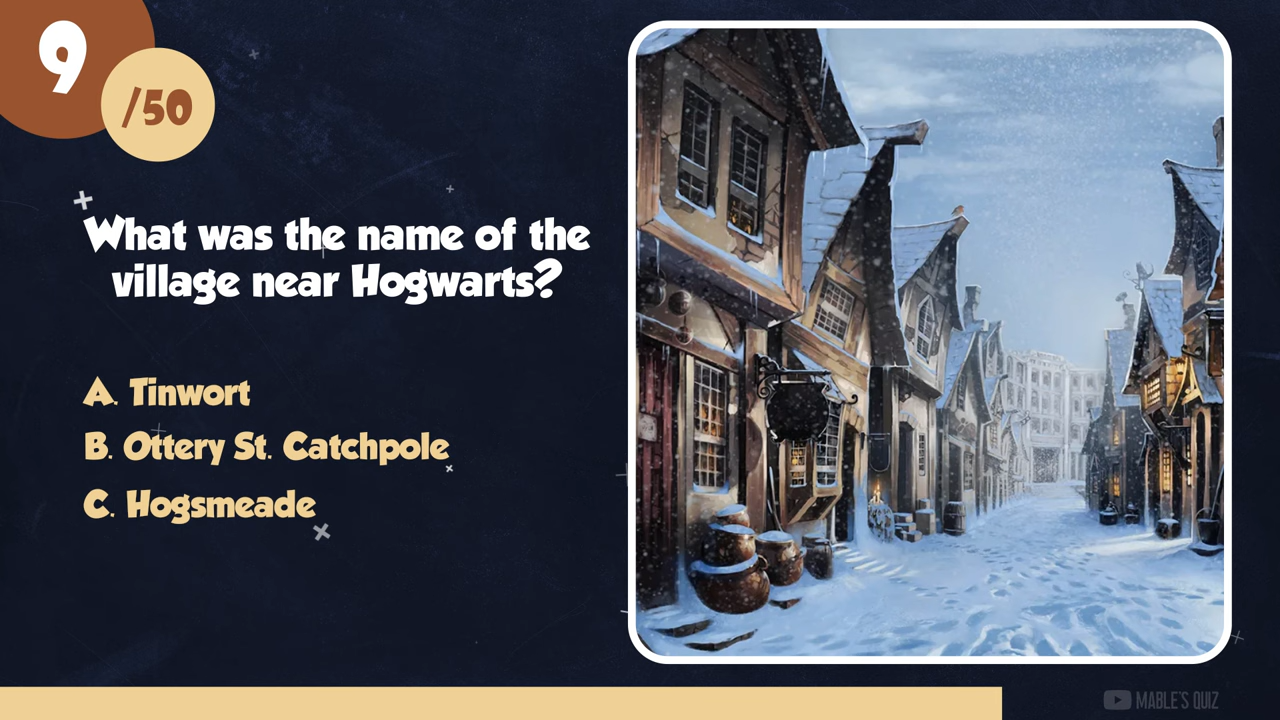 9
/50
What was the name of the
village near Hogwarts?
A. Tinwort
B. Ottery St. Catchpole
C. Hogsmeade
MABLE'S QUIZ